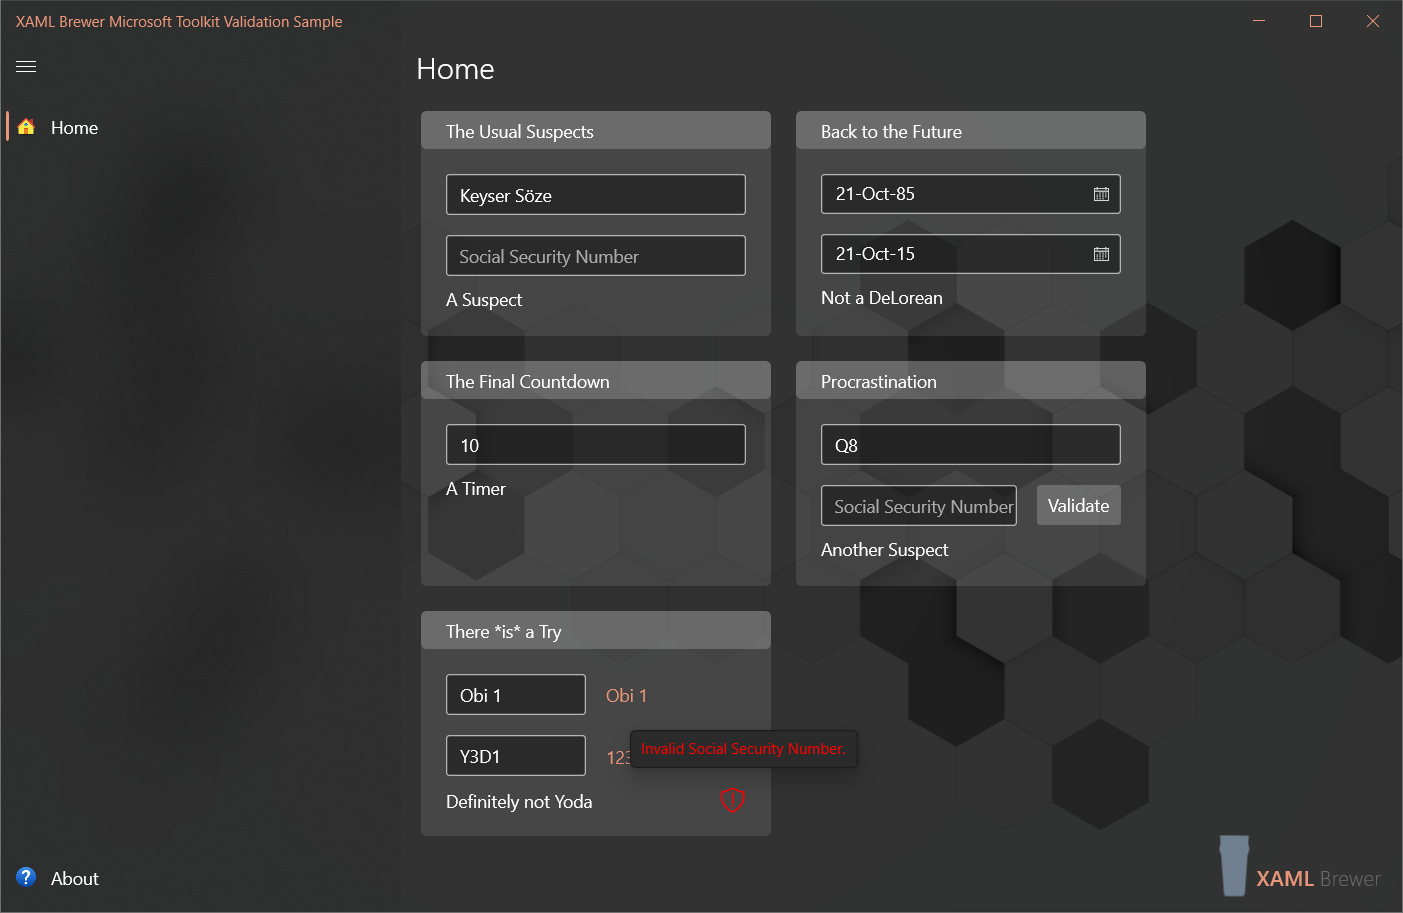 XAML Brewer Microsoft Toolkit Validation Sample
Home
Home
The Usual Suspects
Keyser Söze
Social Security Number
A Suspect
Back to the Future
21-Oct-85
21-Oct-15
Not a DeLorean
The Final Countdown
10
A Timer
Procrastination
Q8
Social Security Number
Validate
Another Suspect
There *is* a Try
Obi 1
Obi 1
Y3D1
123
Invalid Social Security Number.
Definitely not Yoda
About
XAML Brewer